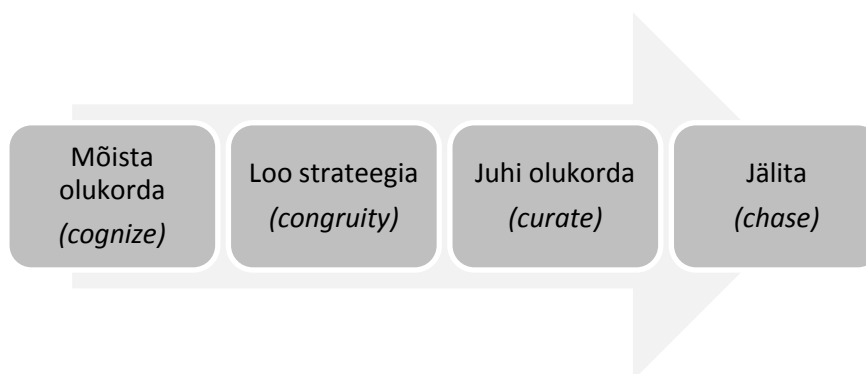 Mõista
olukorda
(cognize)
Loo strateegia
(congruity)
Juhi olukorda
(curate)
Jälita
(chase)